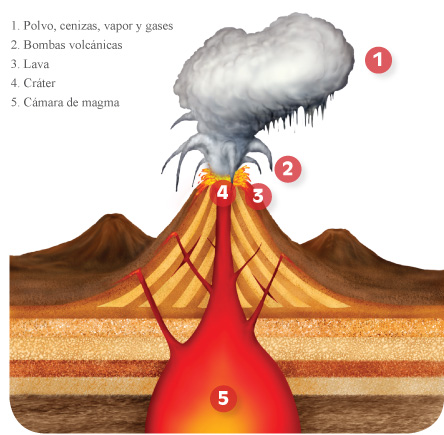 1. Polvo, cenizas, vapor y gases
2. Bombas volcánicas
3. Lava
4. Cráter
5. Cámara de magma
1
2
4
3
5